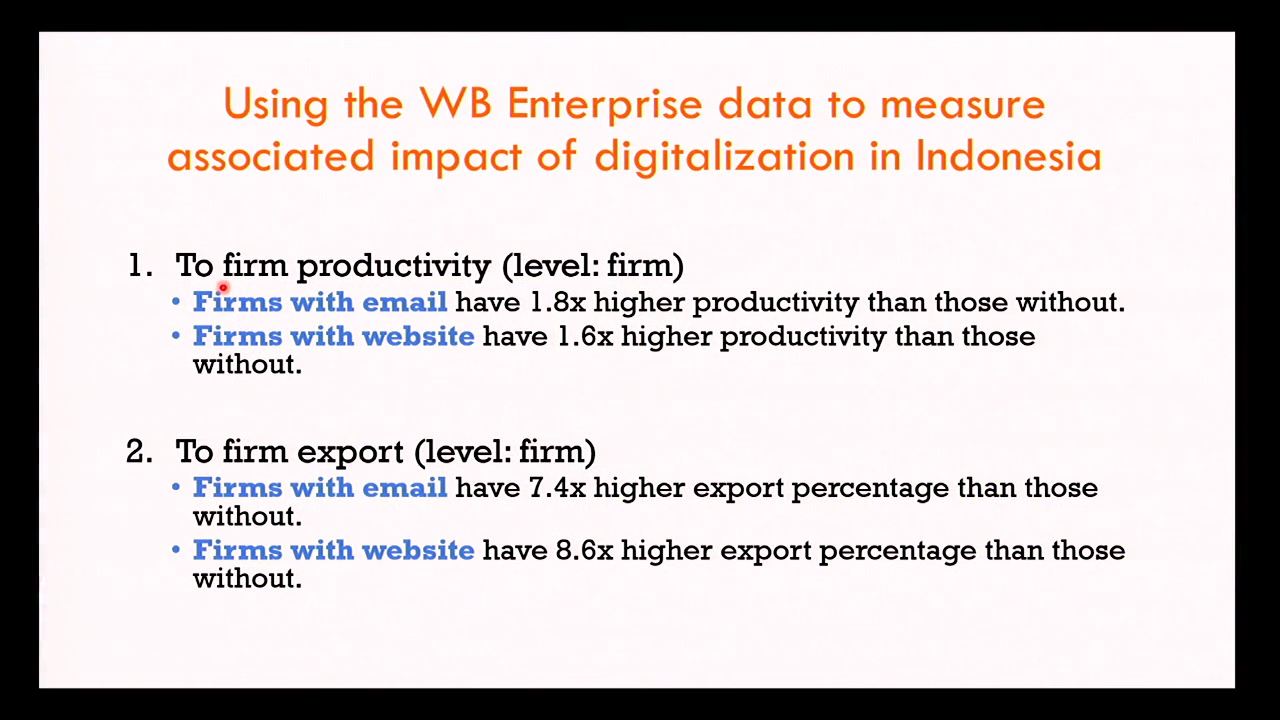 Using the WB Enterprise data to measure
associated impact of digitalization in Indonesia
1. To firm productivity (level: firm)
• Firms with email have 1.8x higher productivity than those without.
• Firms with website have 1.6x higher productivity than those
without.
2. To firm export (level: firm)
• Firms with email have 7.4x higher export percentage than those
without.
• Firms with website have 8.6x higher export percentage than those
without.